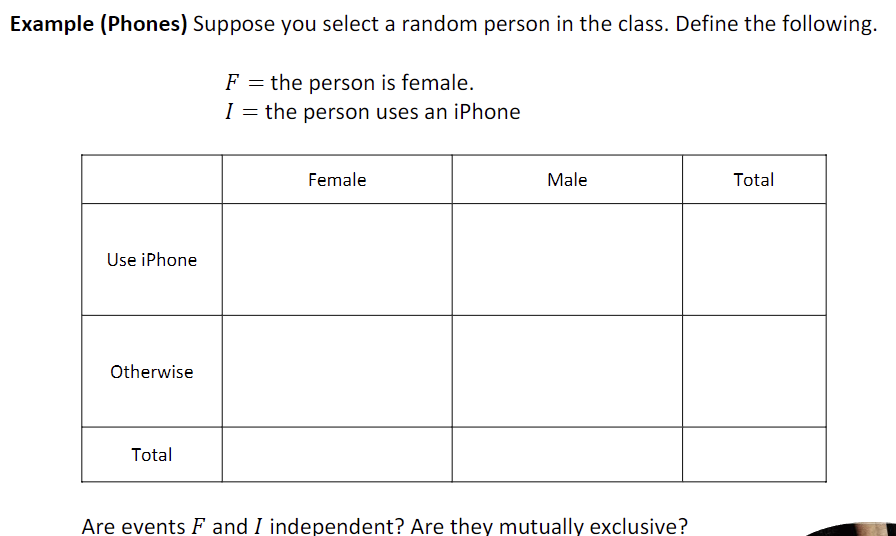 Example (Phones) Suppose you select a random person in the class. Define the following.
F = the person is female.
I = the person uses an iPhone
Female Male Total
Use iPhone
Otherwise
Total
Are events F and I independent? Are they mutually exclusive?